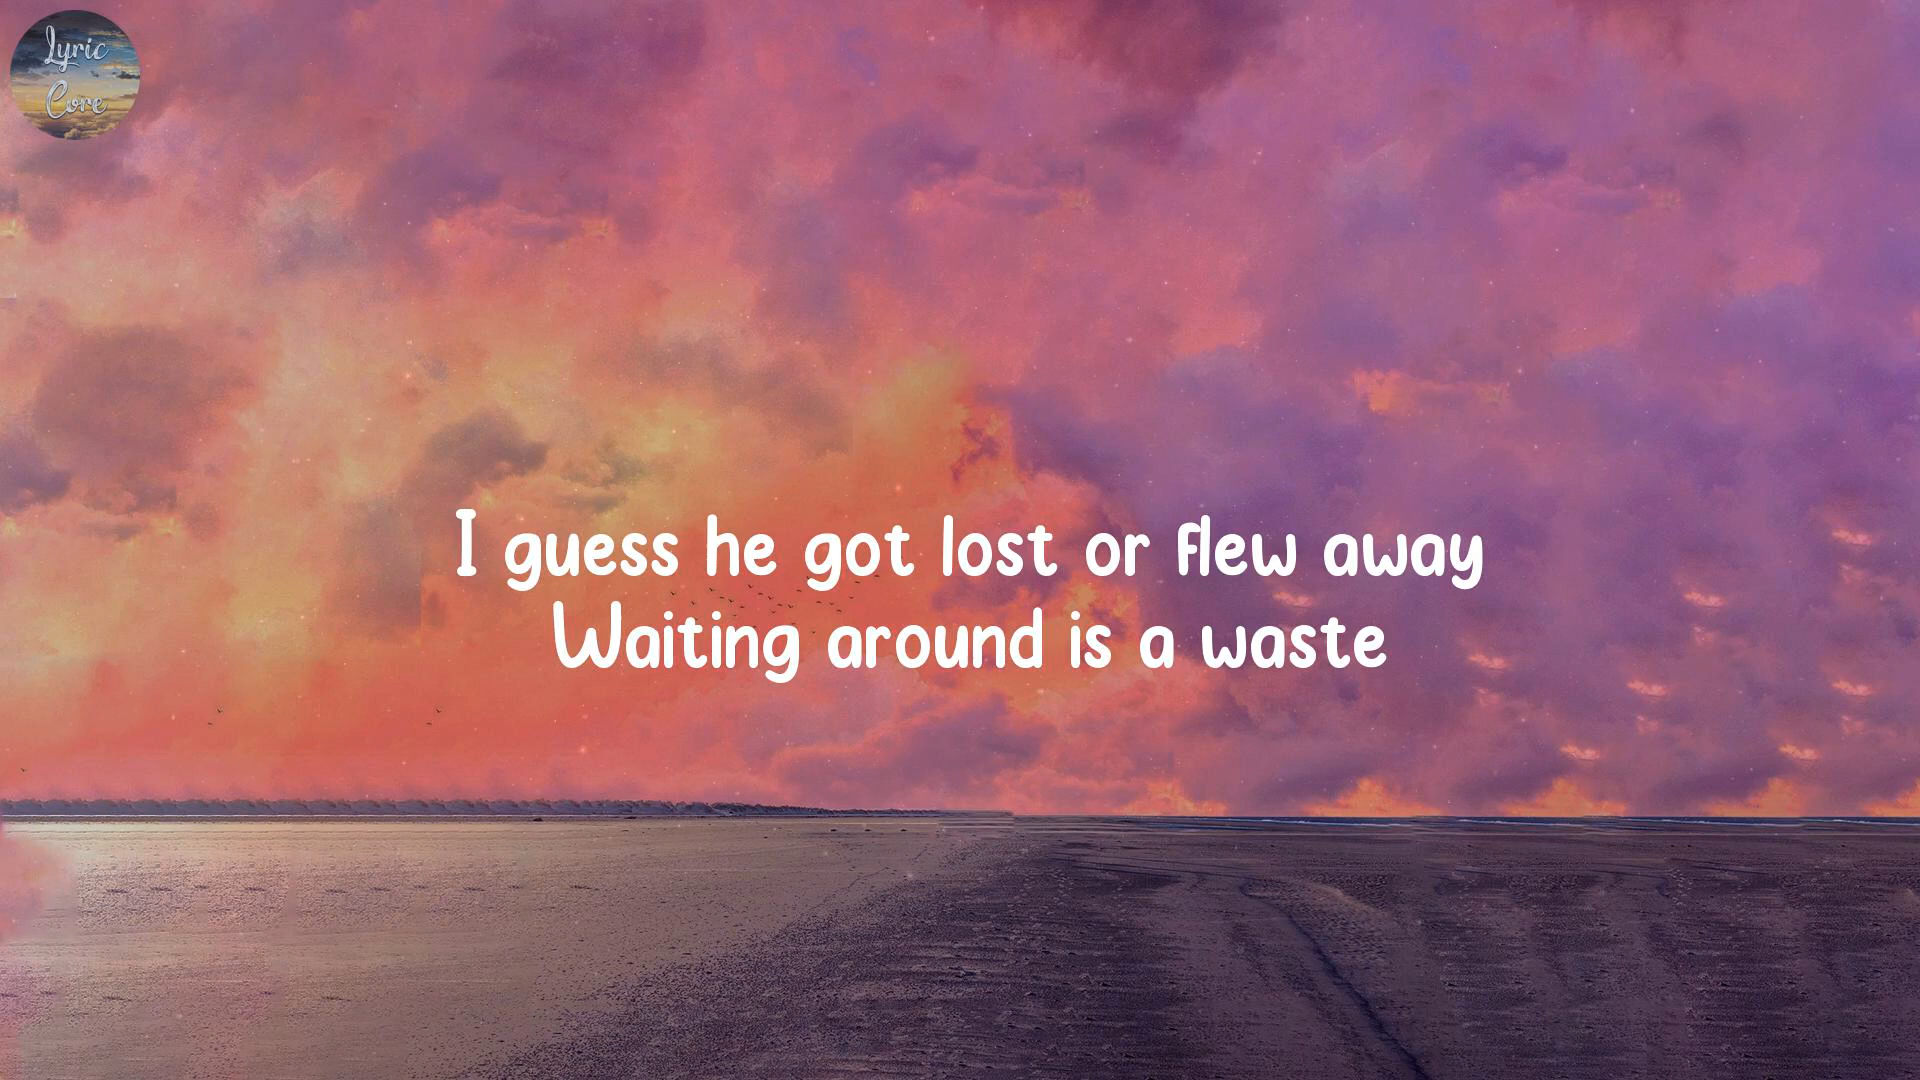 Lyric
Core
I guess he got lost or flew away
Waiting around is a waste